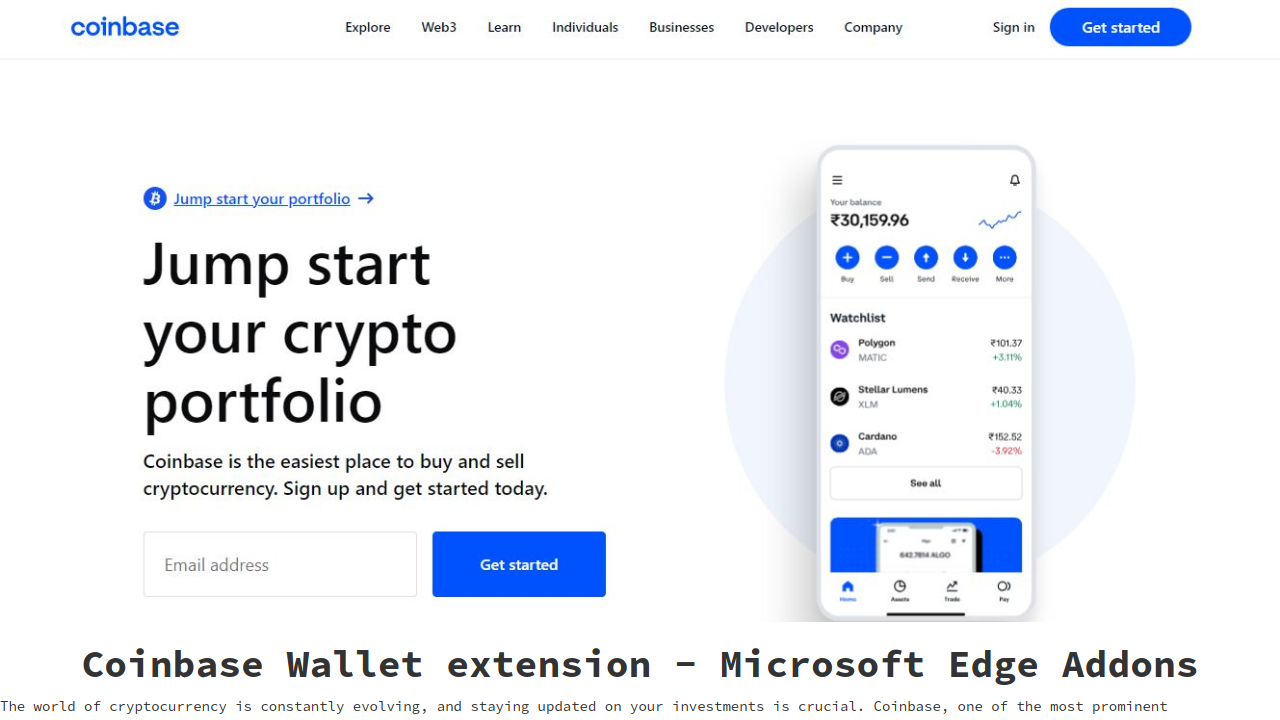 coinbase
Explore Web3 Learn Individuals Businesses Developers Company Sign in Get started
Jump start your portfolio →
Jump start
your crypto
portfolio
Coinbase is the easiest place to buy and sell
cryptocurrency. Sign up and get started today.
Email address
Get started
Your balance
₹30,159.96
Buy Sell Send Receive More
Watchlist
Polygon ₹101.37
MATIC +3.11%
Stellar Lumens ₹40.33
XLM +1.04%
Cardano ₹152.52
ADA -3.92%
See all
642.7814 ALGO
Home Assets Trade Pay
Coinbase Wallet extension - Microsoft Edge Addons
The world of cryptocurrency is constantly evolving, and staying updated on your investments is crucial. Coinbase, one of the most prominent